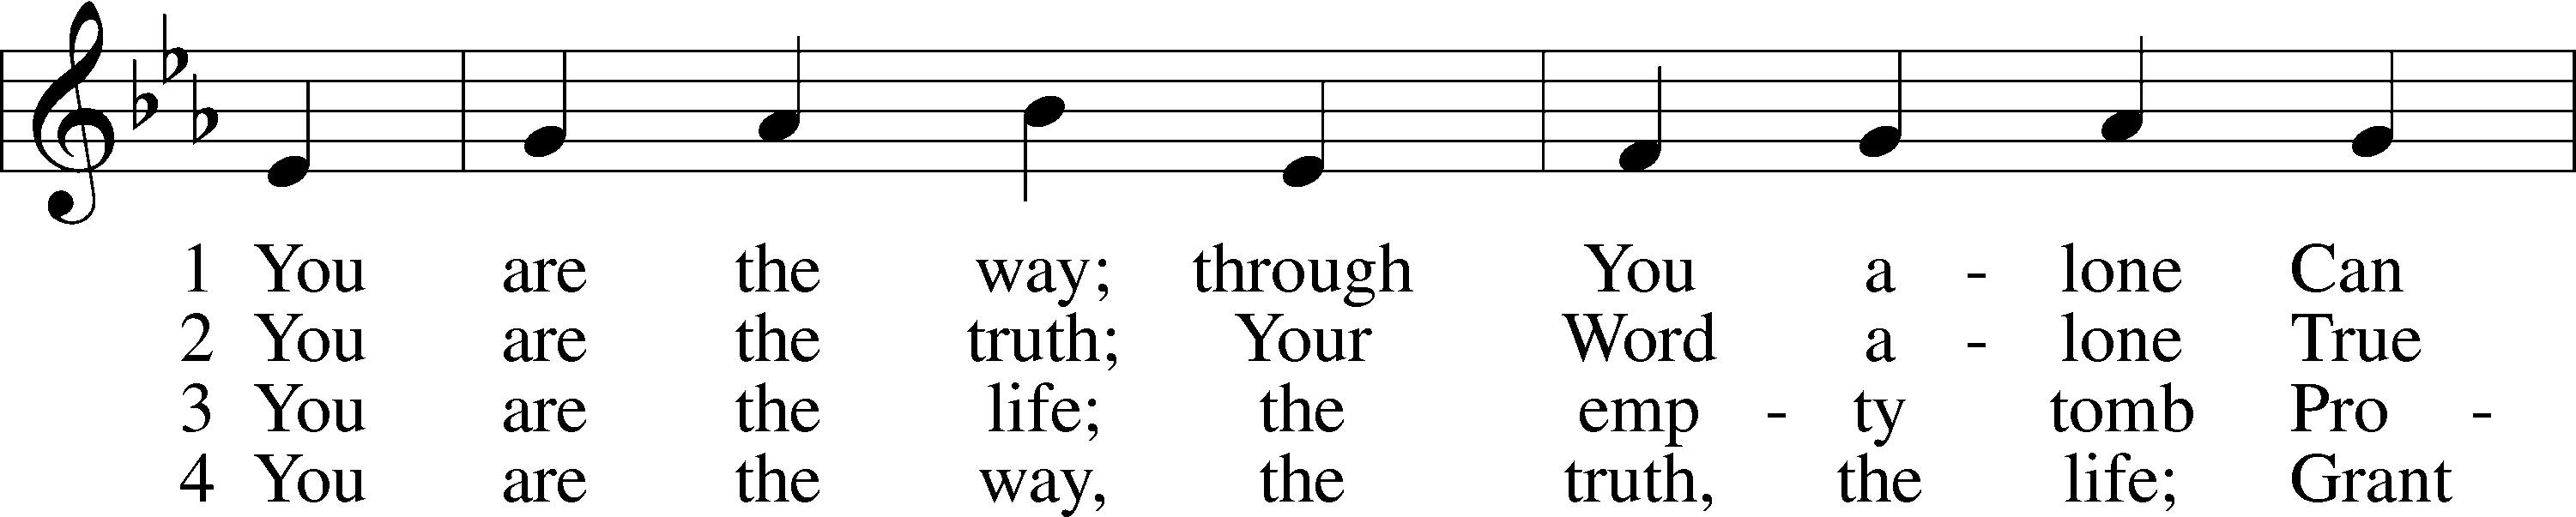 1 You are the way; through You a - lone Can
2 You are the truth; Your Word a - lone True
3 You are the life; the emp - ty tomb Pro -
4 You are the way, the truth, the life; Grant